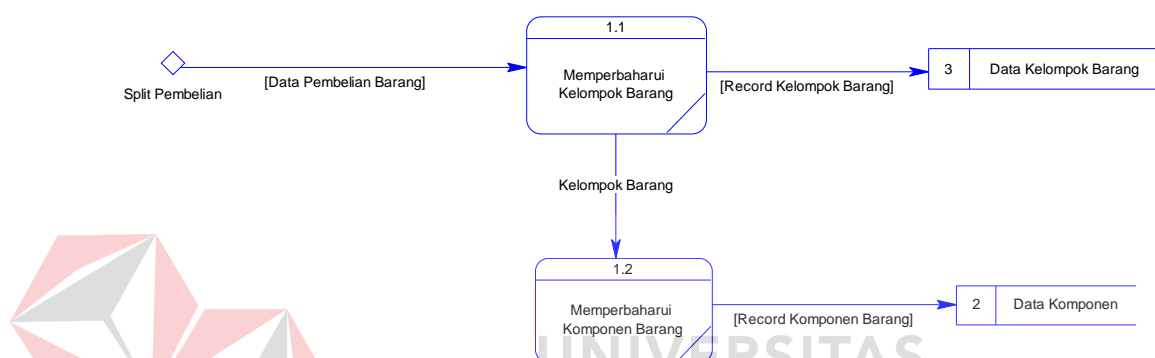 1.1
Memperbaharui
Kelompok Barang
Split Pembelian
[Data Pembelian Barang]
[Record Kelompok Barang]
3 Data Kelompok Barang
Kelompok Barang
1.2
Memperbaharui
Komponen Barang
[Record Komponen Barang]
2 Data Komponen
UNIVERSITAS